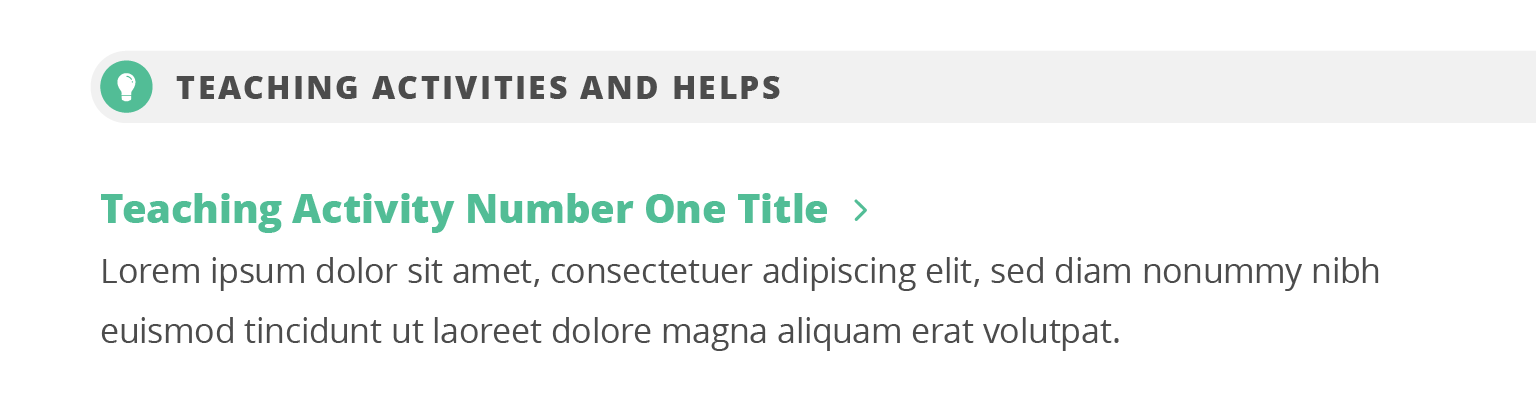 TEACHING ACTIVITIES AND HELPS
Teaching Activity Number One Title
Lorem ipsum dolor sit amet, consectetuer adipiscing elit, sed diam nonummy nibh
euismod tincidunt ut laoreet dolore magna aliquam erat volutpat.